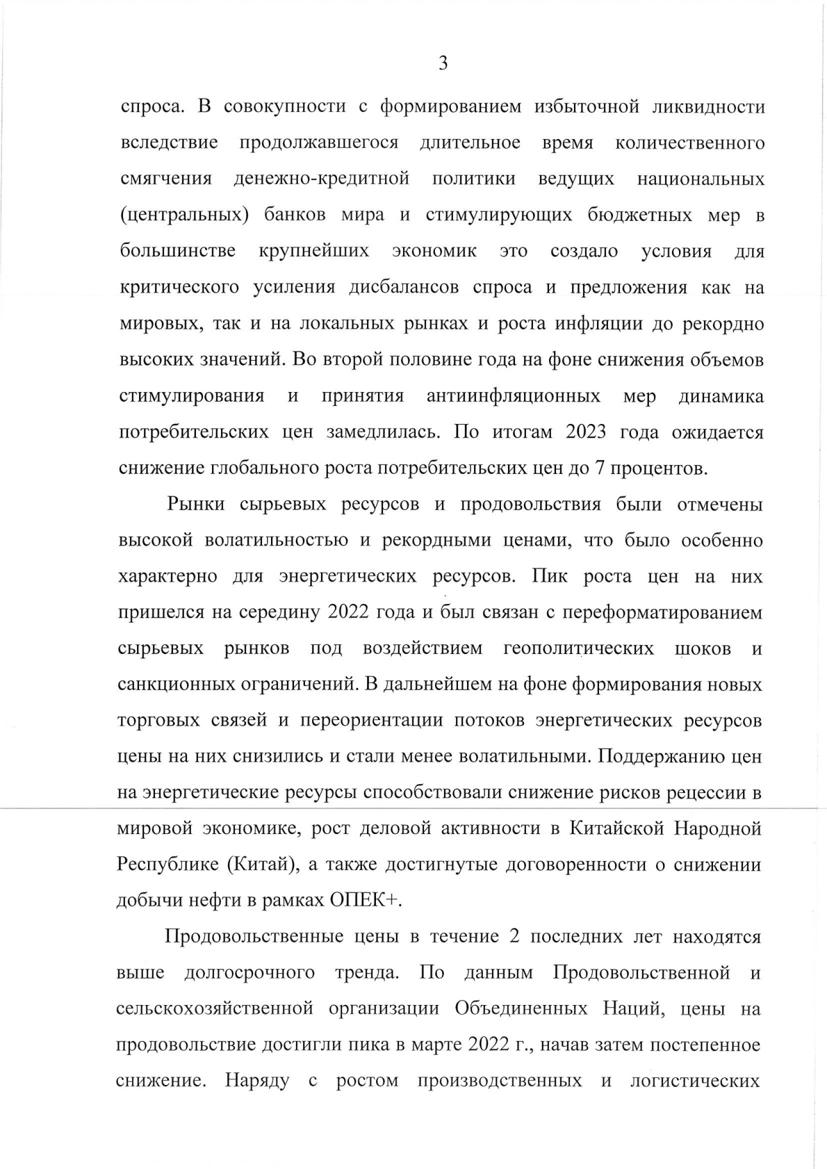 3
спроса. В совокупности с формированием избыточной ликвидности
вследствие продолжавшегося длительное время количественного
смягчения денежно-кредитной политики ведущих национальных
(центральных) банков мира и стимулирующих бюджетных мер в
большинстве крупнейших экономик это создало условия для
критического усиления дисбалансов спроса и предложения как на
мировых, так и на локальных рынках и роста инфляции до рекордно
высоких значений. Во второй половине года на фоне снижения объемов
стимулирования и принятия антиинфляционных мер динамика
потребительских цен замедлилась. По итогам 2023 года ожидается
снижение глобального роста потребительских цен до 7 процентов.
Рынки сырьевых ресурсов и продовольствия были отмечены
высокой волатильностью и рекордными ценами, что было особенно
характерно для энергетических ресурсов. Пик роста цен на них
пришелся на середину 2022 года и был связан с переформатированием
сырьевых рынков под воздействием геополитических шоков и
санкционных ограничений. В дальнейшем на фоне формирования новых
торговых связей и переориентации потоков энергетических ресурсов
цены на них снизились и стали менее волатильными. Поддержанию цен
на энергетические ресурсы способствовали снижение рисков рецессии в
мировой экономике, рост деловой активности в Китайской Народной
Республике (Китай), а также достигнутые договоренности о снижении
добычи нефти в рамках ОПЕК+.
Продовольственные цены в течение 2 последних лет находятся
выше долгосрочного тренда. По данным Продовольственной и
сельскохозяйственной организации Объединенных Наций, цены на
продовольствие достигли пика в марте 2022 г., начав затем постепенное
снижение. Наряду с ростом производственных и логистических